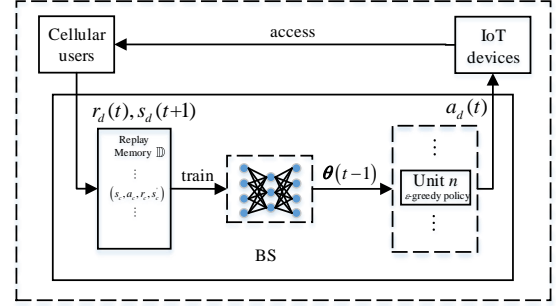 Cellular
users
access
IoT
devices
r_d(t), s_d(t+1)
a_d(t)
Replay
Memory 𝔻
⋮
(s_c, a_c, r_c, s_c')
⋮
train
θ(t−1)
⋮
Unit n
ε-greedy policy
⋮
BS